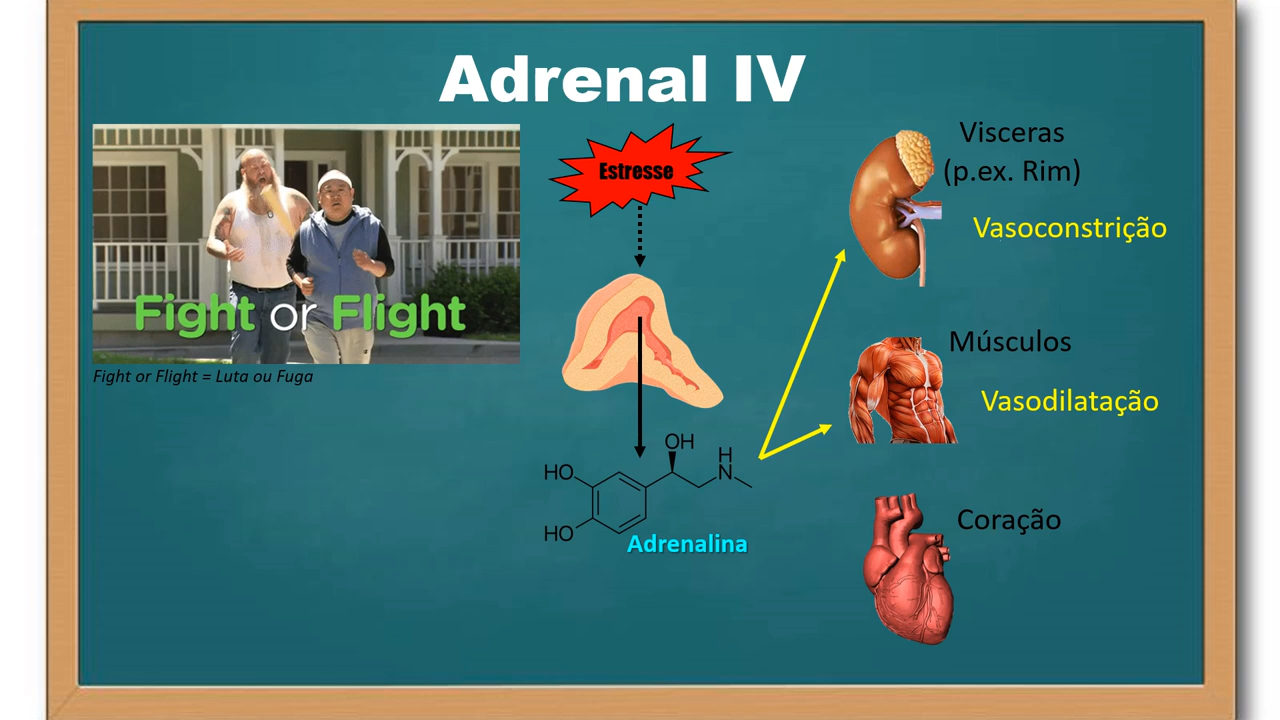 Adrenal IV
Fight or Flight
Fight or Flight = Luta ou Fuga
Estresse
OH
H
N
HO
HO
Adrenalina
Visceras
(p.ex. Rim)
Vasoconstrição
Músculos
Vasodilatação
Coração